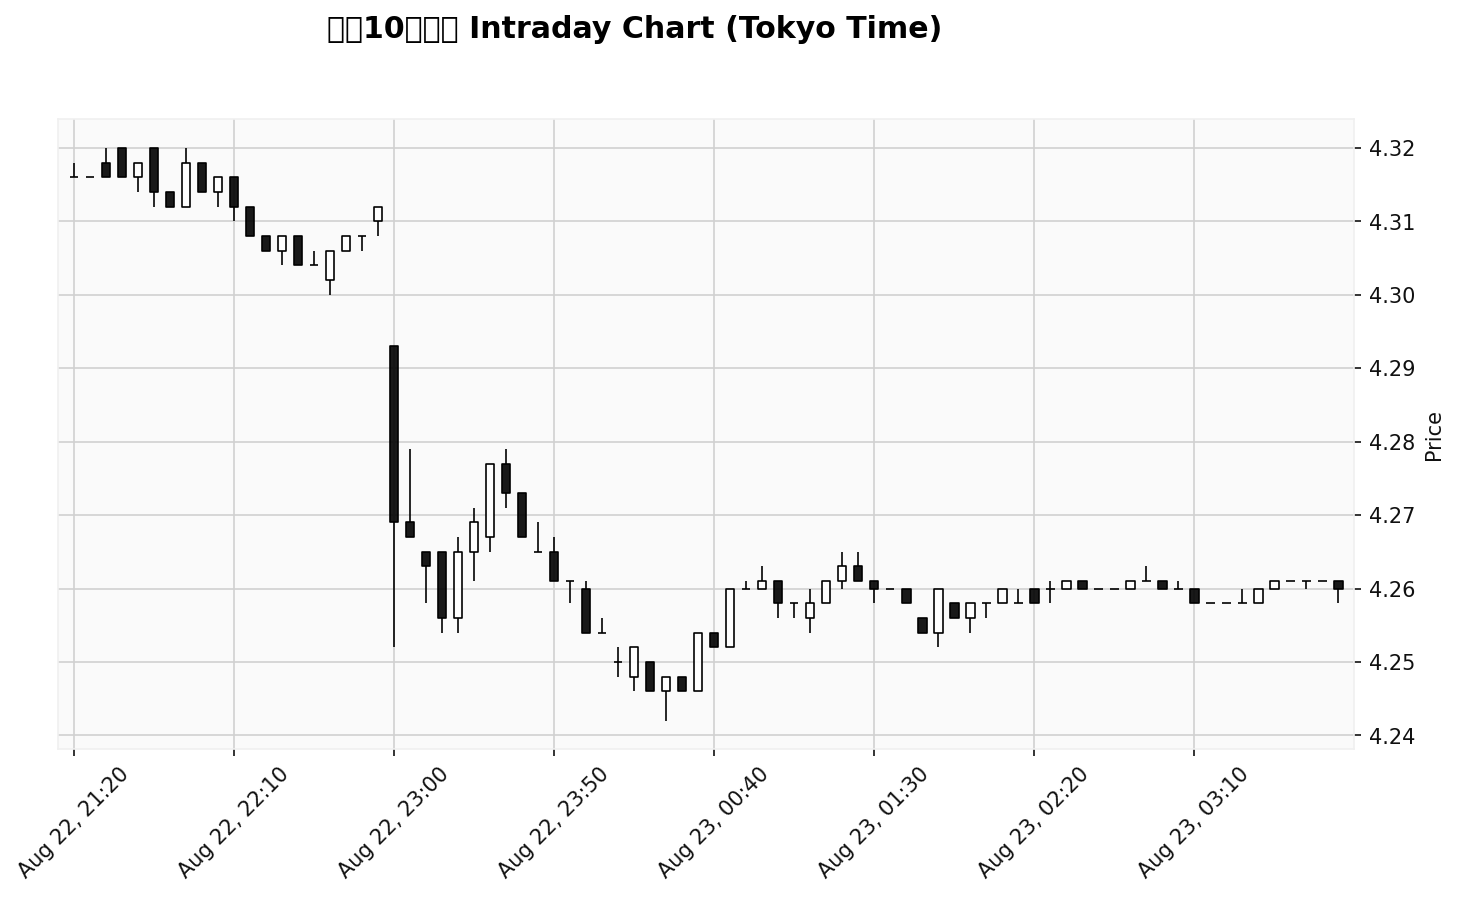 10 Intraday Chart (Tokyo Time)
4.32
4.31
4.30
4.29
4.28
4.27
4.26
4.25
4.24
Price
Aug 22, 21:20
Aug 22, 22:10
Aug 22, 23:00
Aug 22, 23:50
Aug 23, 00:40
Aug 23, 01:30
Aug 23, 02:20
Aug 23, 03:10